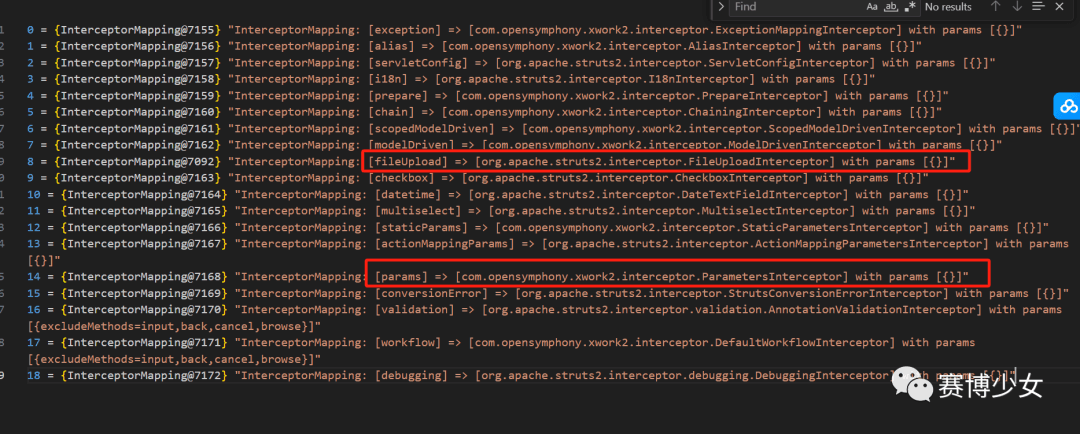 Find Aa ab .* No results
0 = {InterceptorMapping@7155} "InterceptorMapping: [exception] => [com.opensymphony.xwork2.interceptor.ExceptionMappingInterceptor] with params [{}]"
1 = {InterceptorMapping@7156} "InterceptorMapping: [alias] => [com.opensymphony.xwork2.interceptor.AliasInterceptor] with params [{}]"
2 = {InterceptorMapping@7157} "InterceptorMapping: [servletConfig] => [org.apache.struts2.interceptor.ServletConfigInterceptor] with params [{}]"
3 = {InterceptorMapping@7158} "InterceptorMapping: [i18n] => [org.apache.struts2.interceptor.I18nInterceptor] with params [{}]"
4 = {InterceptorMapping@7159} "InterceptorMapping: [prepare] => [com.opensymphony.xwork2.interceptor.PrepareInterceptor] with params [{}]"
5 = {InterceptorMapping@7160} "InterceptorMapping: [chain] => [com.opensymphony.xwork2.interceptor.ChainingInterceptor] with params [{}]"
6 = {InterceptorMapping@7161} "InterceptorMapping: [scopedModelDriven] => [com.opensymphony.xwork2.interceptor.ScopedModelDrivenInterceptor] with params [{}]"
7 = {InterceptorMapping@7162} "InterceptorMapping: [modelDriven] => [com.opensymphony.xwork2.interceptor.ModelDrivenInterceptor] with params [{}]"
8 = {InterceptorMapping@7092} "InterceptorMapping: [fileUpload] => [org.apache.struts2.interceptor.FileUploadInterceptor] with params [{}]"
9 = {InterceptorMapping@7163} "InterceptorMapping: [checkbox] => [org.apache.struts2.interceptor.CheckboxInterceptor] with params [{}]"
10 = {InterceptorMapping@7164} "InterceptorMapping: [datetime] => [org.apache.struts2.interceptor.DateTextFieldInterceptor] with params [{}]"
11 = {InterceptorMapping@7165} "InterceptorMapping: [multiselect] => [org.apache.struts2.interceptor.MultiselectInterceptor] with params [{}]"
12 = {InterceptorMapping@7166} "InterceptorMapping: [staticParams] => [com.opensymphony.xwork2.interceptor.StaticParametersInterceptor] with params [{}]"
13 = {InterceptorMapping@7167} "InterceptorMapping: [actionMappingParams] => [org.apache.struts2.interceptor.ActionMappingParametersInterceptor] with params
[{}]"
14 = {InterceptorMapping@7168} "InterceptorMapping: [params] => [com.opensymphony.xwork2.interceptor.ParametersInterceptor] with params [{}]"
15 = {InterceptorMapping@7169} "InterceptorMapping: [conversionError] => [org.apache.struts2.interceptor.StrutsConversionErrorInterceptor] with params [{}]"
16 = {InterceptorMapping@7170} "InterceptorMapping: [validation] => [org.apache.struts2.interceptor.validation.AnnotationValidationInterceptor] with params
[{excludeMethods=input,back,cancel,browse}]"
17 = {InterceptorMapping@7171} "InterceptorMapping: [workflow] => [com.opensymphony.xwork2.interceptor.DefaultWorkflowInterceptor] with params
[{excludeMethods=input,back,cancel,browse}]"
18 = {InterceptorMapping@7172} "InterceptorMapping: [debugging] => [org.apache.struts2.interceptor.debugging.DebuggingInterceptor] with params [{}]"
赛博少女